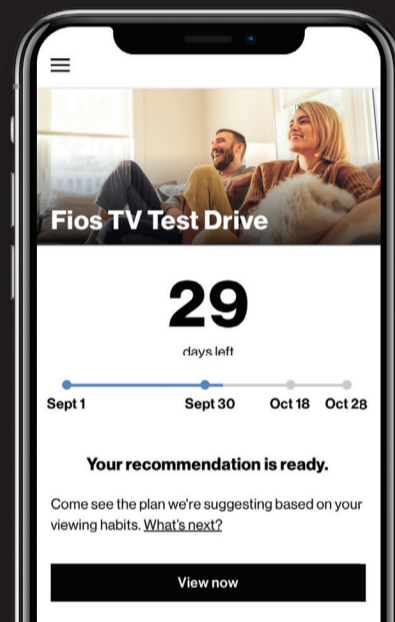 Fios TV Test Drive
29
days left
Sept 1 Sept 30 Oct 18 Oct 28
Your recommendation is ready.
Come see the plan we're suggesting based on your
viewing habits. What's next?
View now